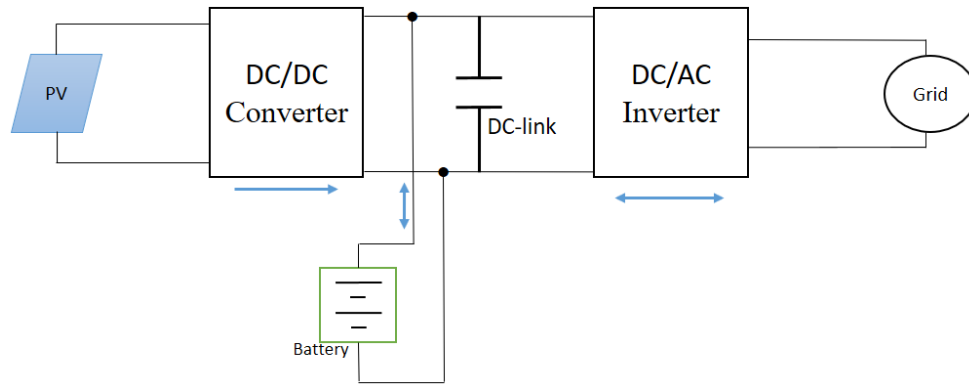 PV
DC/DC
Converter
DC-link
DC/AC
Inverter
Grid
Battery